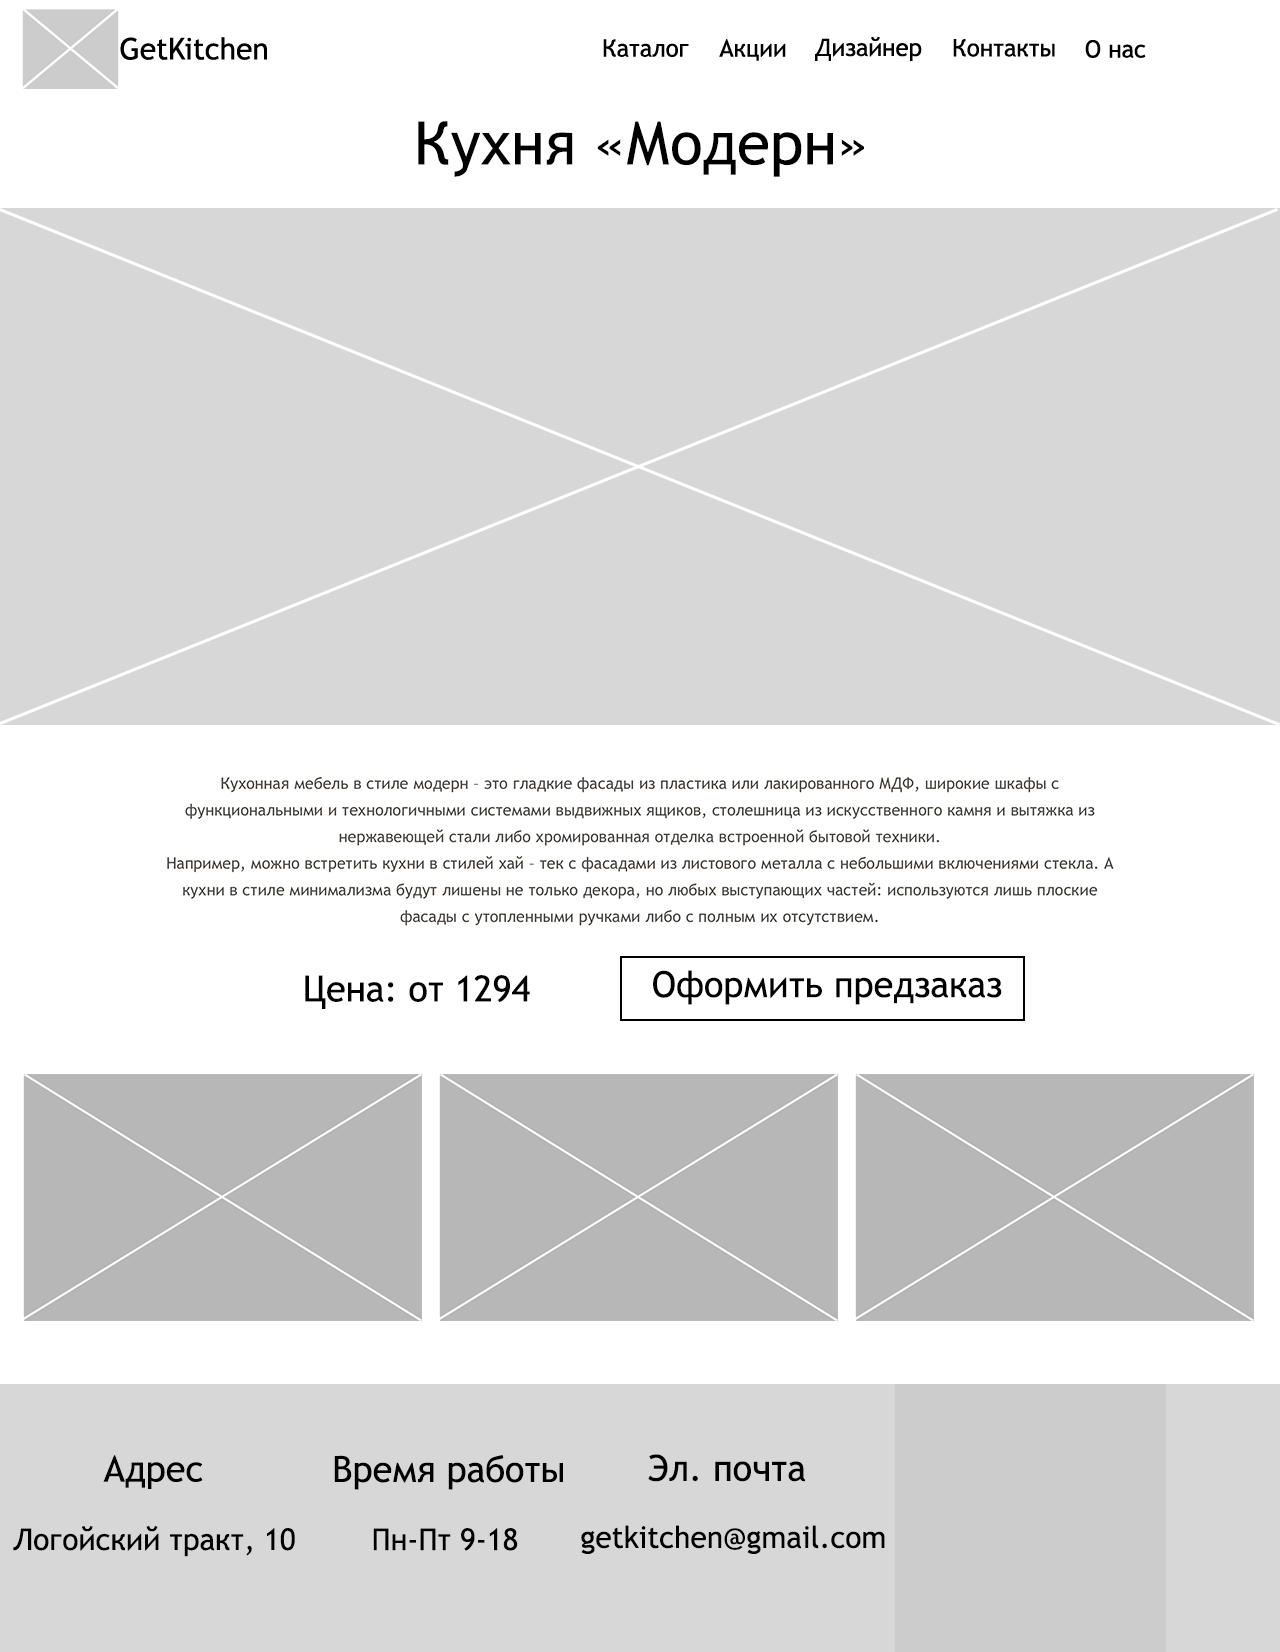 GetKitchen
Каталог Акции Дизайнер Контакты О нас
Кухня «Модерн»
Кухонная мебель в стиле модерн – это гладкие фасады из пластика или лакированного МДФ, широкие шкафы с
функциональными и технологичными системами выдвижных ящиков, столешница из искусственного камня и вытяжка из
нержавеющей стали либо хромированная отделка встроенной бытовой техники.
Например, можно встретить кухни в стилей хай – тек с фасадами из листового металла с небольшими включениями стекла. А
кухни в стиле минимализма будут лишены не только декора, но любых выступающих частей: используются лишь плоские
фасады с утопленными ручками либо с полным их отсутствием.
Цена: от 1294
Оформить предзаказ
Адрес Время работы Эл. почта
Логойский тракт, 10 Пн-Пт 9-18 getkitchen@gmail.com